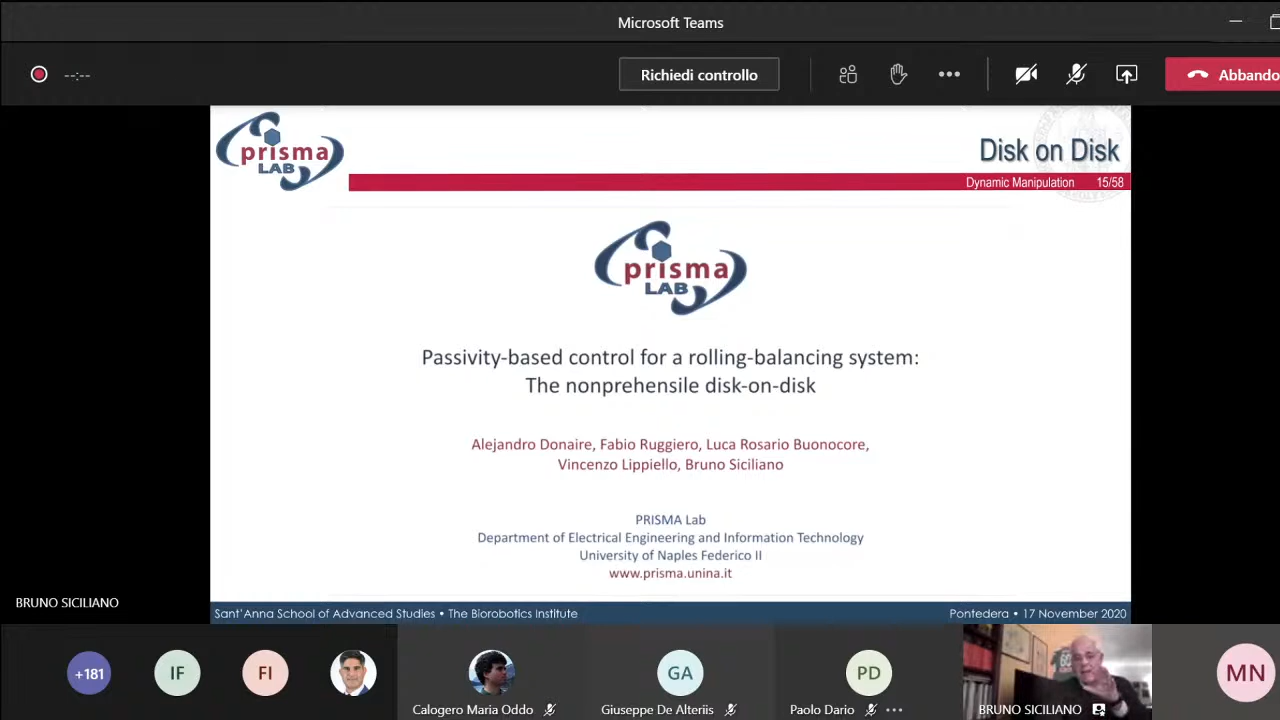 Microsoft Teams
--:--
Richiedi controllo
Abbando
prisma
LAB
Disk on Disk
Dynamic Manipulation 15/58
prisma
LAB
Passivity-based control for a rolling-balancing system:
The nonprehensile disk-on-disk
Alejandro Donaire, Fabio Ruggiero, Luca Rosario Buonocore,
Vincenzo Lippiello, Bruno Siciliano
PRISMA Lab
Department of Electrical Engineering and Information Technology
University of Naples Federico II
www.prisma.unina.it
BRUNO SICILIANO
Sant'Anna School of Advanced Studies • The Biorobotics Institute
Pontedera • 17 November 2020
+181
IF
FI
Calogero Maria Oddo
GA
Giuseppe De Alteriis
PD
Paolo Dario
BRUNO SICILIANO
MN